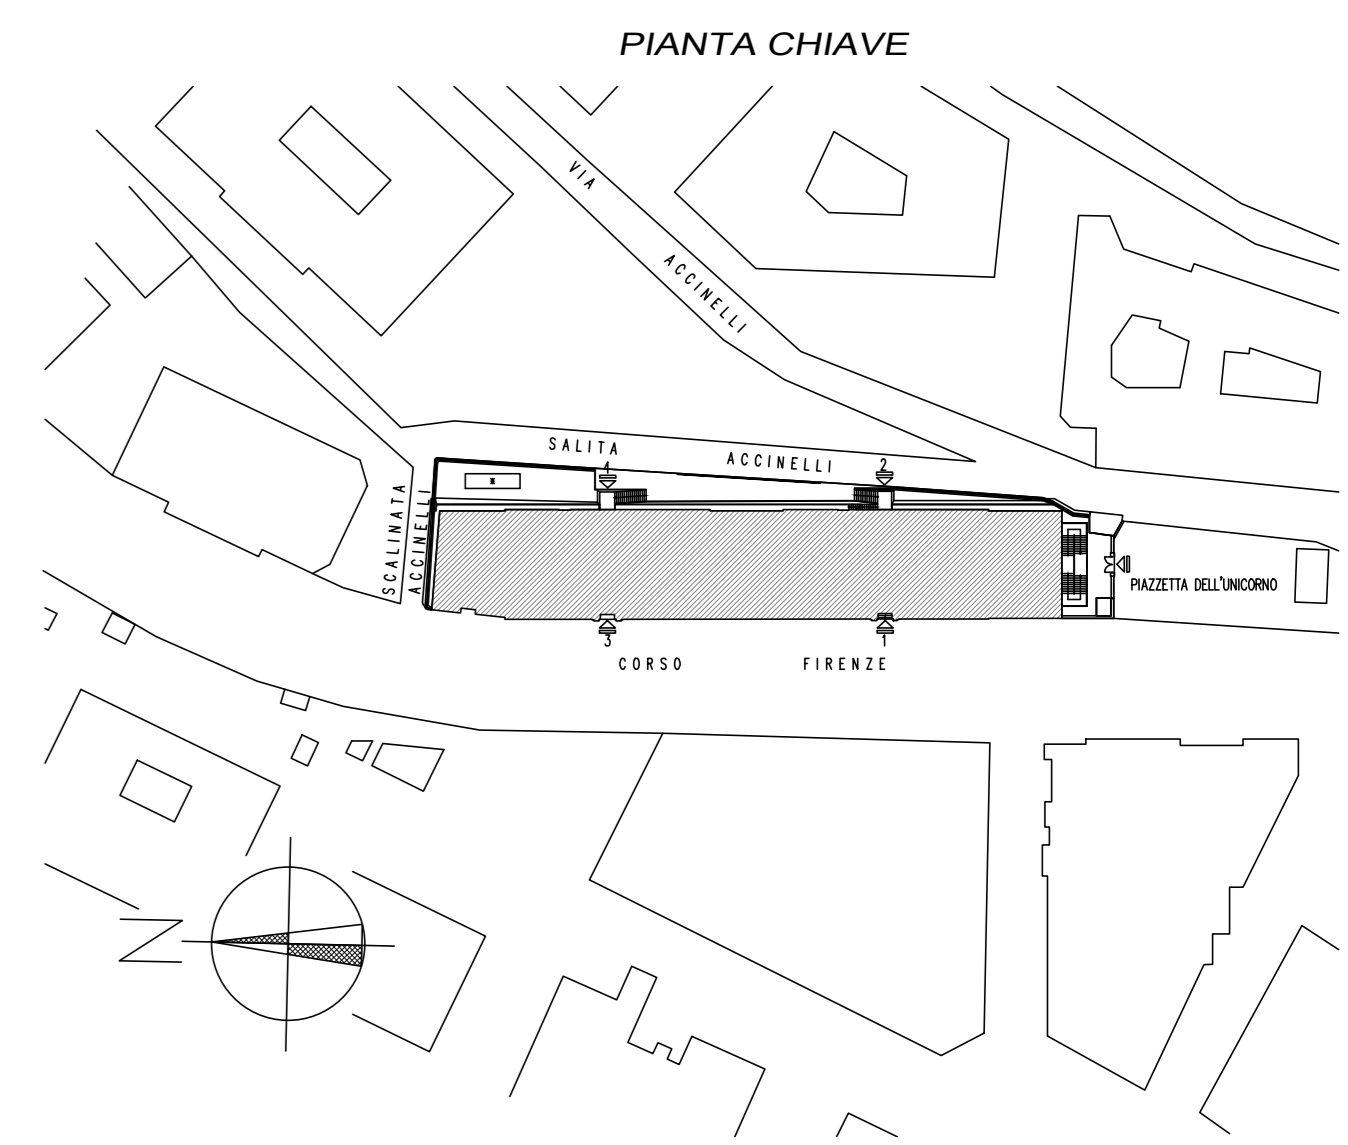 PIANTA CHIAVE
VIA
ACCINELLI
SALITA
ACCINELLI
4
2
SCALINATA
ACCINELLI
PIAZZETTA DELL'UNICORNO
3
1
CORSO
FIRENZE
N